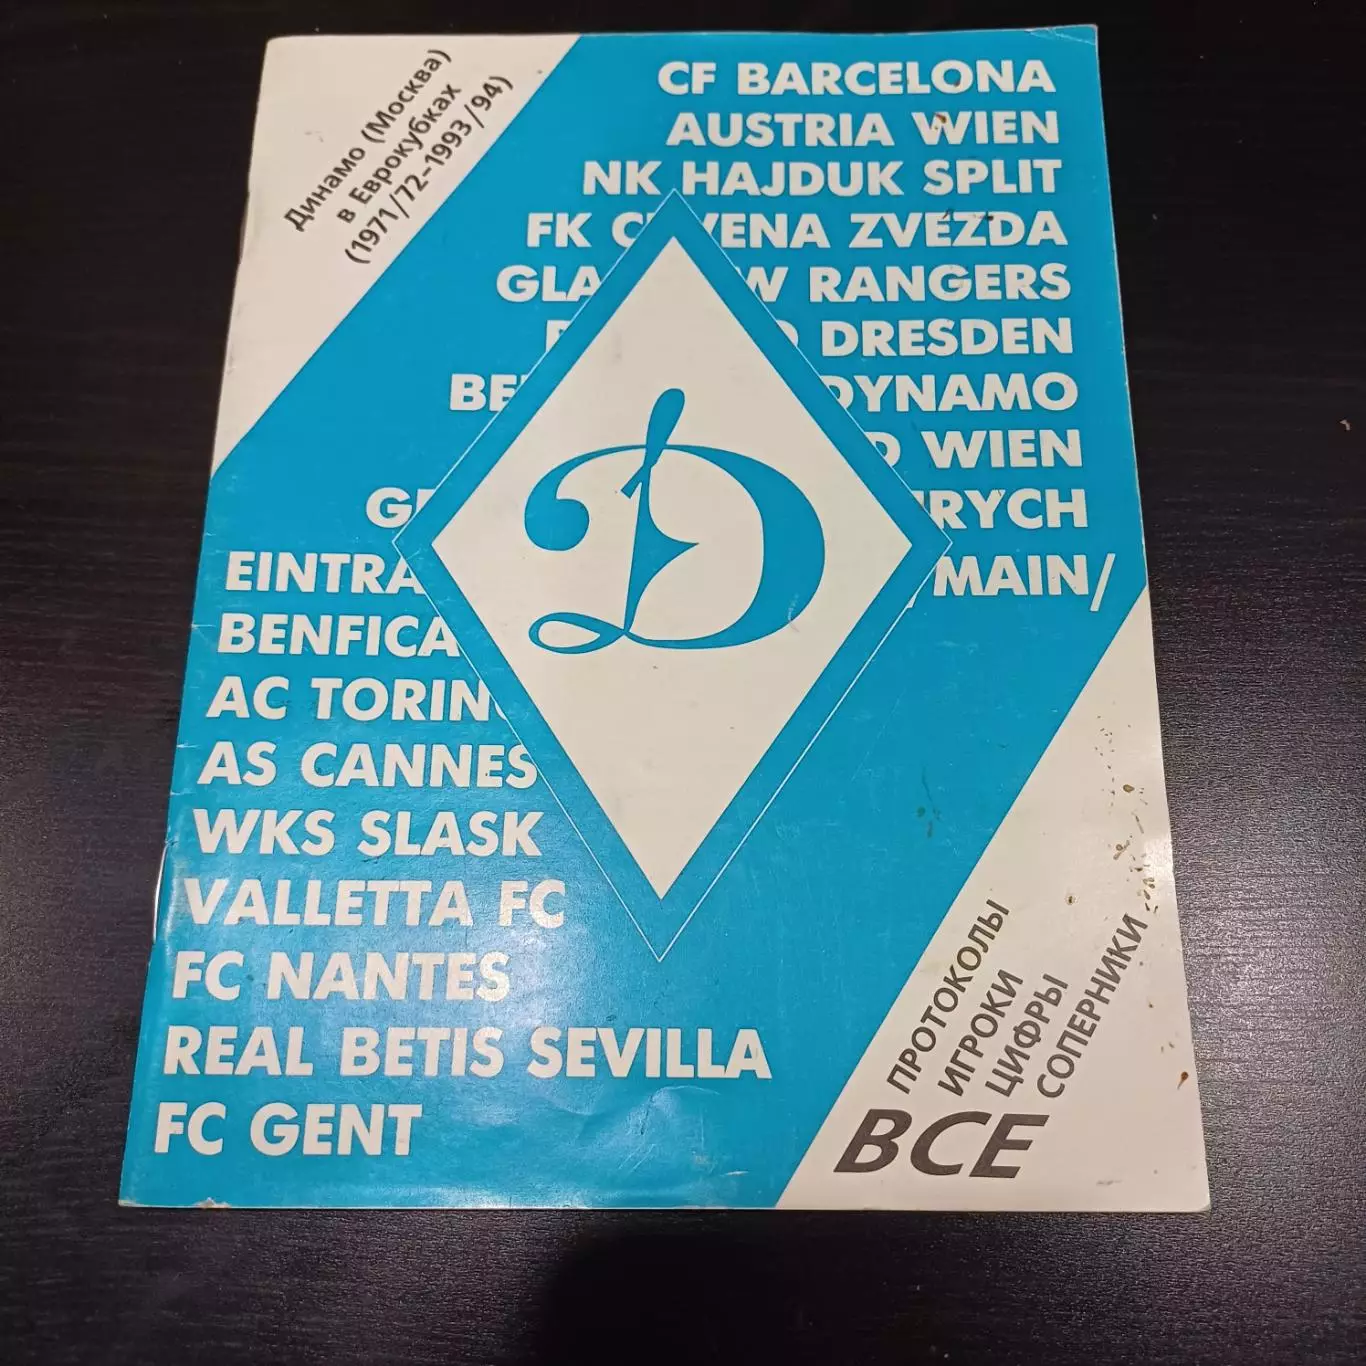 Динамо (Москва)
в Еврокубках
(1971/72-1993/94)
CF BARCELONA
AUSTRIA WIEN
NK HAJDUK SPLIT
FK C VENA ZVEZDA
GLA W RANGERS
DRESDEN
BE DYNAMO
D WIEN
G RYCH
EINTRA /MAIN/
BENFICA
AC TORINO
AS CANNES
WKS SLASK
VALLETTA FC
FC NANTES
REAL BETIS SEVILLA
FC GENT
Д
ПРОТОКОЛЫ
ИГРОКИ
ЦИФРЫ
СОПЕРНИКИ
ВСЕ